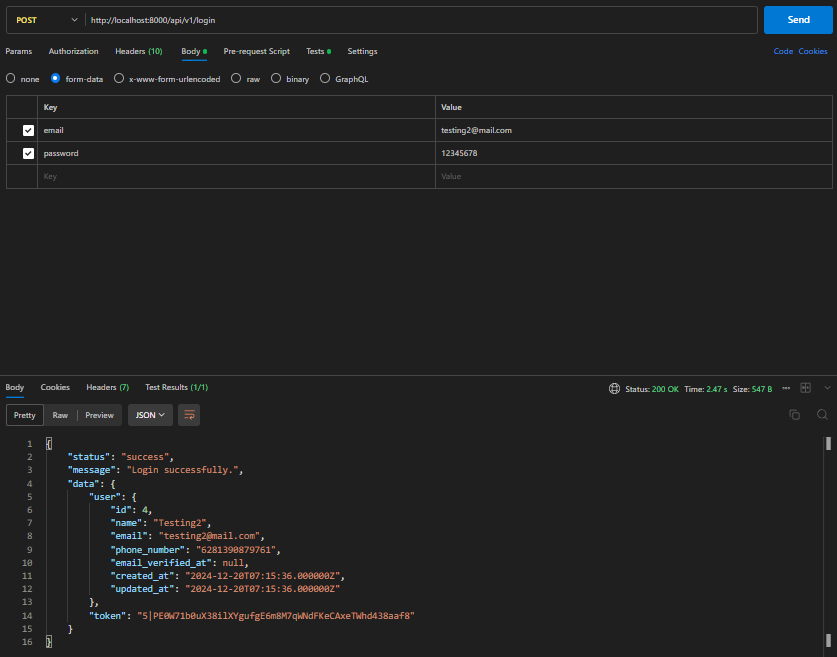 POST http://localhost:8000/api/v1/login Send
Params Authorization Headers (10) Body Pre-request Script Tests Settings Code Cookies
none form-data x-www-form-urlencoded raw binary GraphQL
Key Value
email testing2@mail.com
password 12345678
Key Value
Body Cookies Headers (7) Test Results (1/1) Status: 200 OK Time: 2.47 s Size: 547 B
Pretty Raw Preview JSON
1 {
2 "status": "success",
3 "message": "Login successfully.",
4 "data": {
5 "user": {
6 "id": 4,
7 "name": "Testing2",
8 "email": "testing2@mail.com",
9 "phone_number": "6281390879761",
10 "email_verified_at": null,
11 "created_at": "2024-12-20T07:15:36.000000Z",
12 "updated_at": "2024-12-20T07:15:36.000000Z"
13 },
14 "token": "5|PE0W71b0uX38ilXYgufgE6m8M7qWNdFKeCAxeTWhd438aaf8"
15 }
16 }